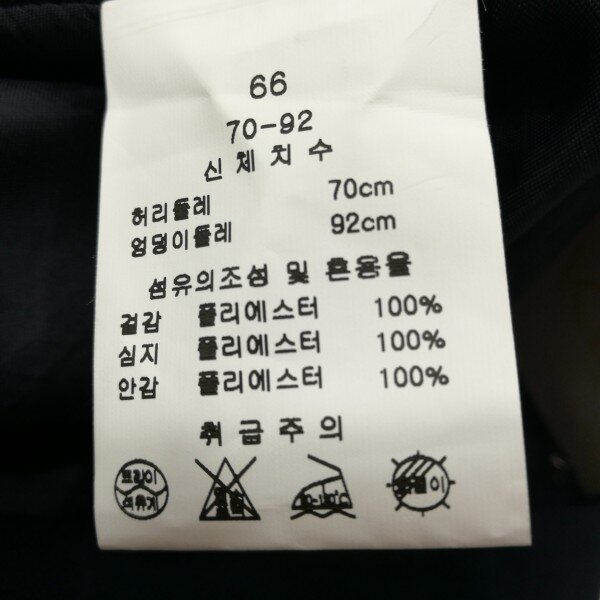 66
70-92
신체치수
허리둘레 70cm
엉덩이둘레 92cm
섬유의조성 및 혼용율
겉감 폴리에스터 100%
심지 폴리에스터 100%
안감 폴리에스터 100%
취급주의
드라이
석유계